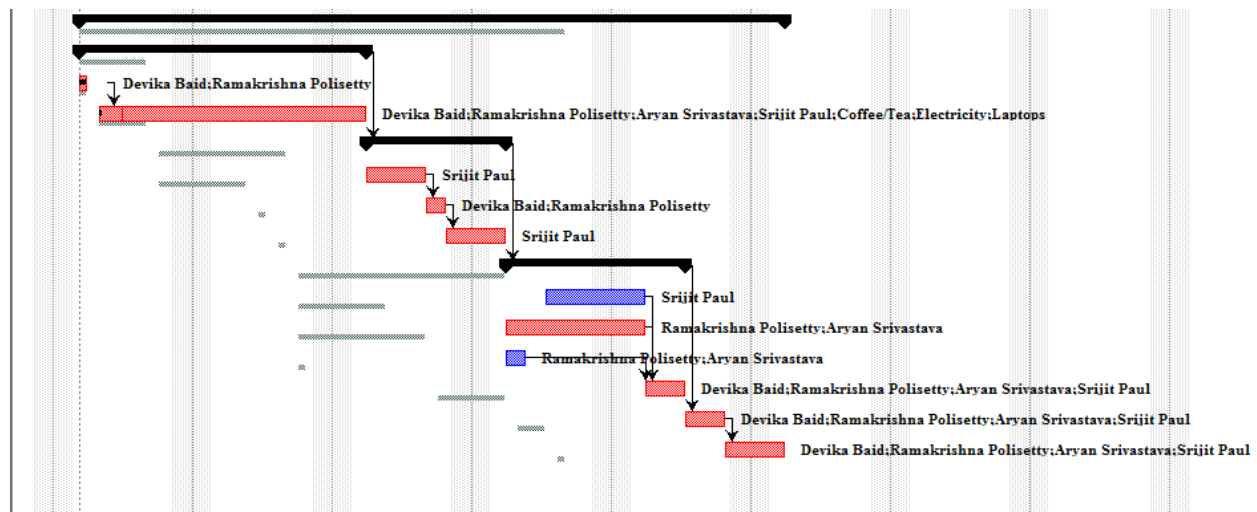 Devika Baid;Ramakrishna Polisetty
Devika Baid;Ramakrishna Polisetty;Aryan Srivastava;Srijit Paul;Coffee/Tea;Electricity;Laptops
Srijit Paul
Devika Baid;Ramakrishna Polisetty
Srijit Paul
Srijit Paul
Ramakrishna Polisetty;Aryan Srivastava
Ramakrishna Polisetty;Aryan Srivastava
Devika Baid;Ramakrishna Polisetty;Aryan Srivastava;Srijit Paul
Devika Baid;Ramakrishna Polisetty;Aryan Srivastava;Srijit Paul
Devika Baid;Ramakrishna Polisetty;Aryan Srivastava;Srijit Paul